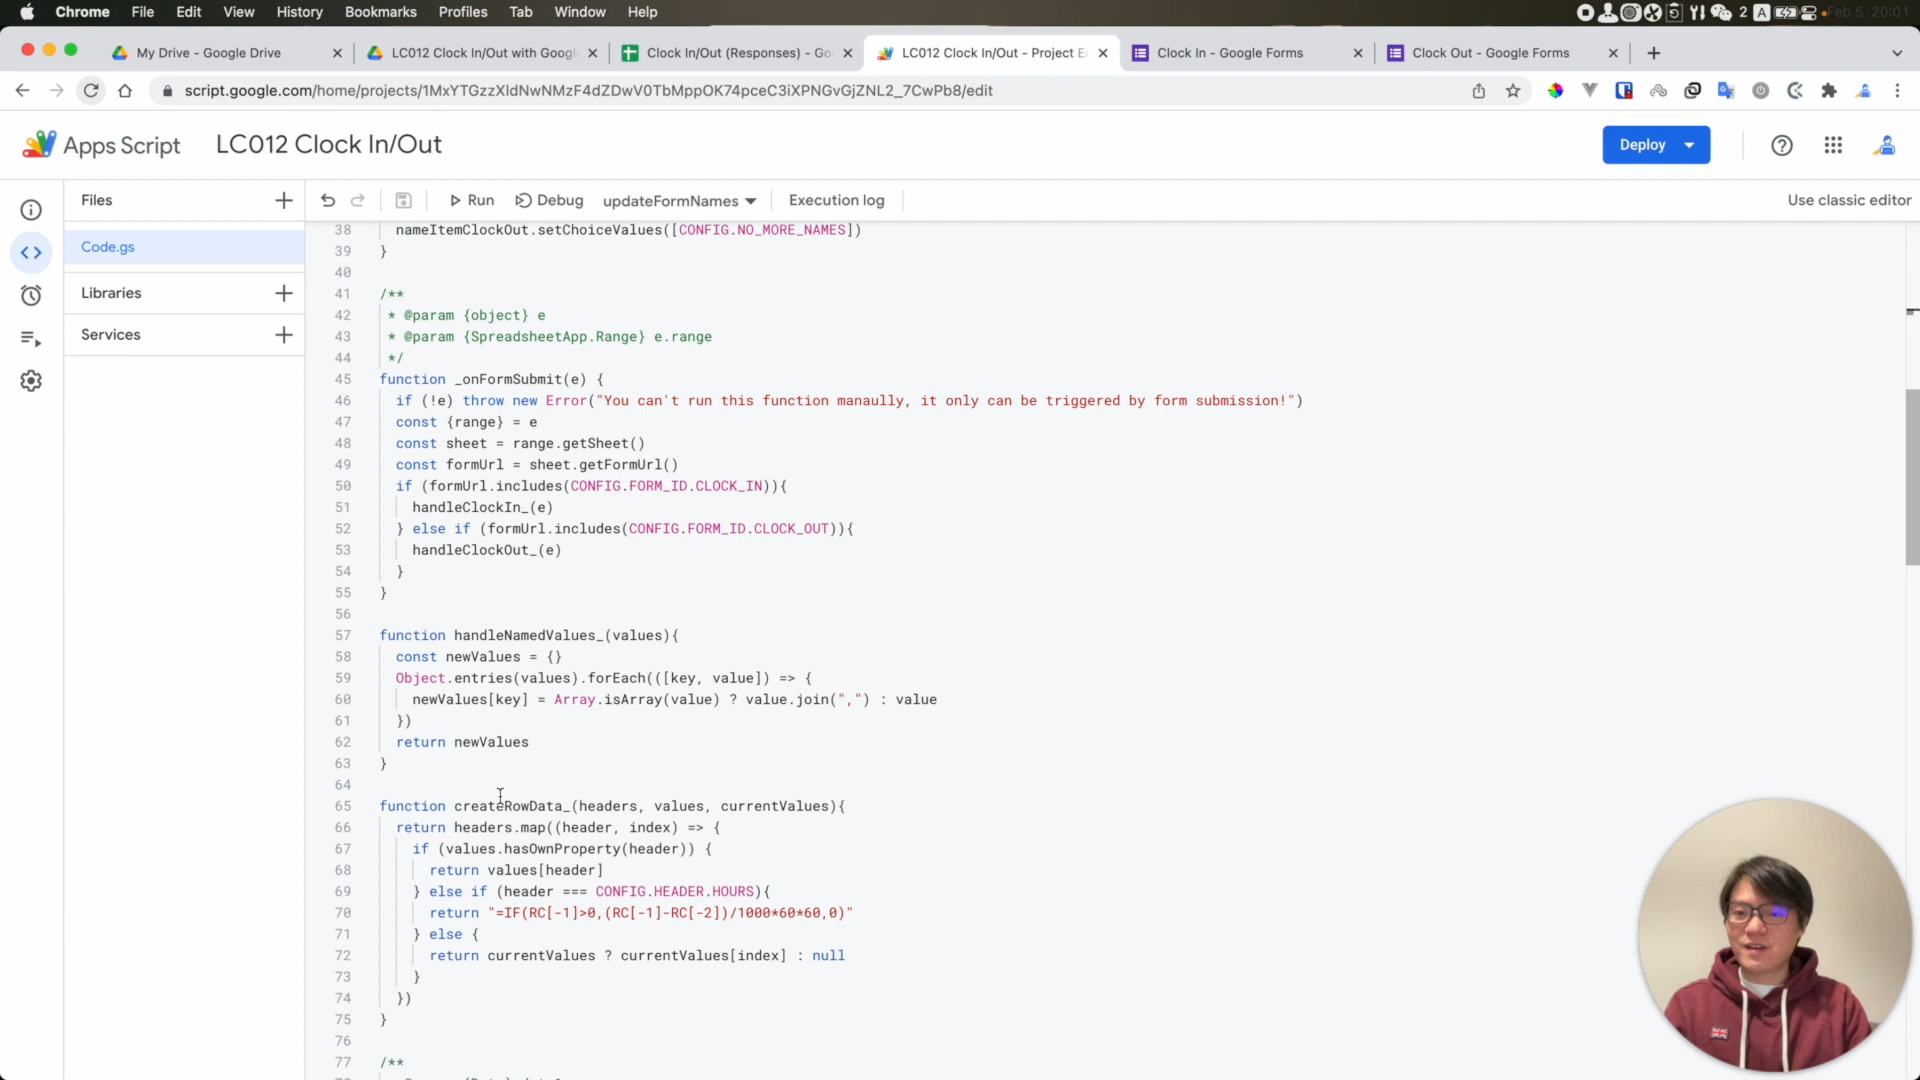 Chrome File Edit View History Bookmarks Profiles Tab Window Help 2 A Feb 5 20:01
My Drive - Google Drive LC012 Clock In/Out with Googl Clock In/Out (Responses) - Go LC012 Clock In/Out - Project E Clock In - Google Forms Clock Out - Google Forms
script.google.com/home/projects/1MxYTGzzXldNwNMzF4dZDwV0TbMppOK74pceC3iXPNGvGjZNL2_7CwPb8/edit
Apps Script LC012 Clock In/Out Deploy
Files Run Debug updateFormNames Execution log Use classic editor
Code.gs
Libraries
Services
38 nameItemClockOut.setChoiceValues([CONFIG.NO_MORE_NAMES])
39 }
40
41 /**
42 * @param {object} e
43 * @param {SpreadsheetApp.Range} e.range
44 */
45 function _onFormSubmit(e) {
46 if (!e) throw new Error("You can't run this function manaully, it only can be triggered by form submission!")
47 const {range} = e
48 const sheet = range.getSheet()
49 const formUrl = sheet.getFormUrl()
50 if (formUrl.includes(CONFIG.FORM_ID.CLOCK_IN)){
51 handleClockIn_(e)
52 } else if (formUrl.includes(CONFIG.FORM_ID.CLOCK_OUT)){
53 handleClockOut_(e)
54 }
55 }
56
57 function handleNamedValues_(values){
58 const newValues = {}
59 Object.entries(values).forEach(([key, value]) => {
60 newValues[key] = Array.isArray(value) ? value.join(",") : value
61 })
62 return newValues
63 }
64
65 function createRowData_(headers, values, currentValues){
66 return headers.map((header, index) => {
67 if (values.hasOwnProperty(header)) {
68 return values[header]
69 } else if (header === CONFIG.HEADER.HOURS){
70 return "=IF(RC[-1]>0,(RC[-1]-RC[-2])/1000*60*60,0)"
71 } else {
72 return currentValues ? currentValues[index] : null
73 }
74 })
75 }
76
77 /**